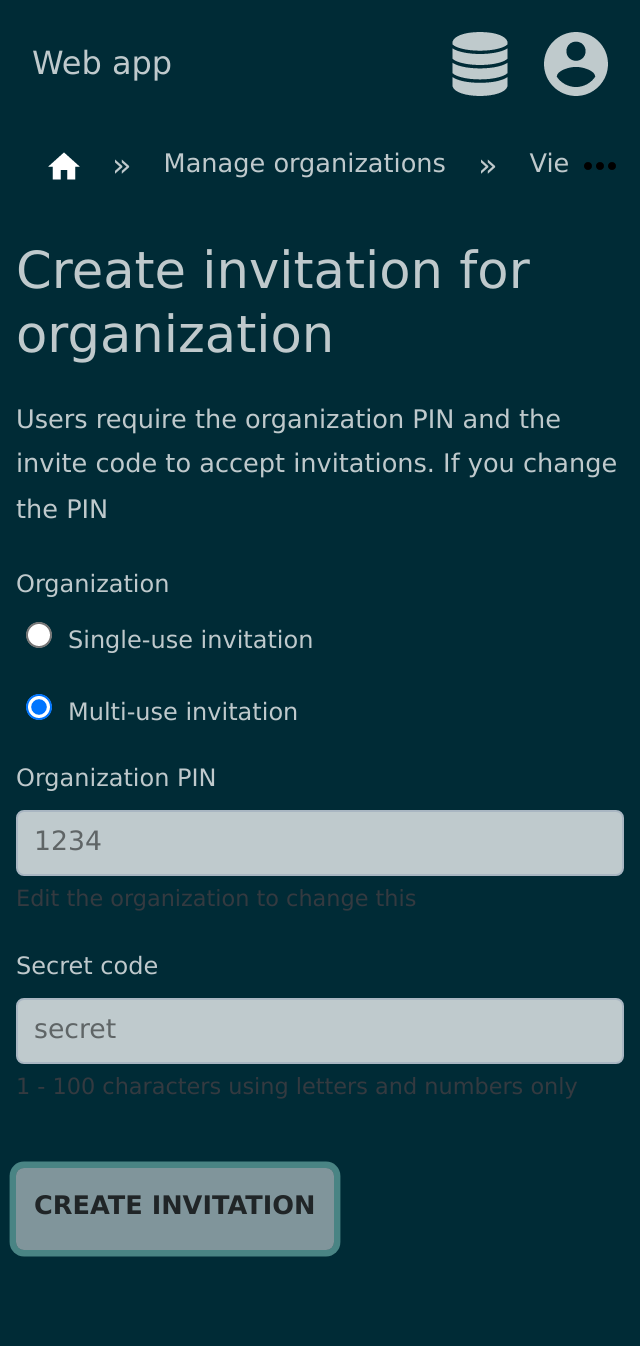 Web app
» Manage organizations » Vie
Create invitation for
organization
Users require the organization PIN and the
invite code to accept invitations. If you change
the PIN
Organization
Single-use invitation
Multi-use invitation
Organization PIN
1234
Edit the organization to change this
Secret code
secret
1 - 100 characters using letters and numbers only
CREATE INVITATION